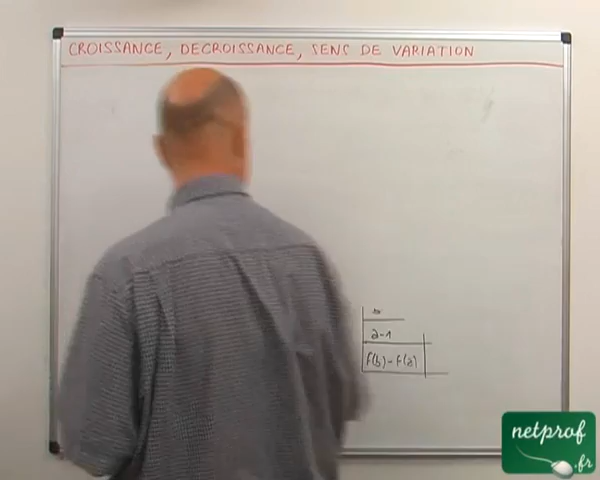 CROISSANCE, DECROISSANCE, SENS DE VARIATION
a-1
f(b)-f(a)
netprof
.fr